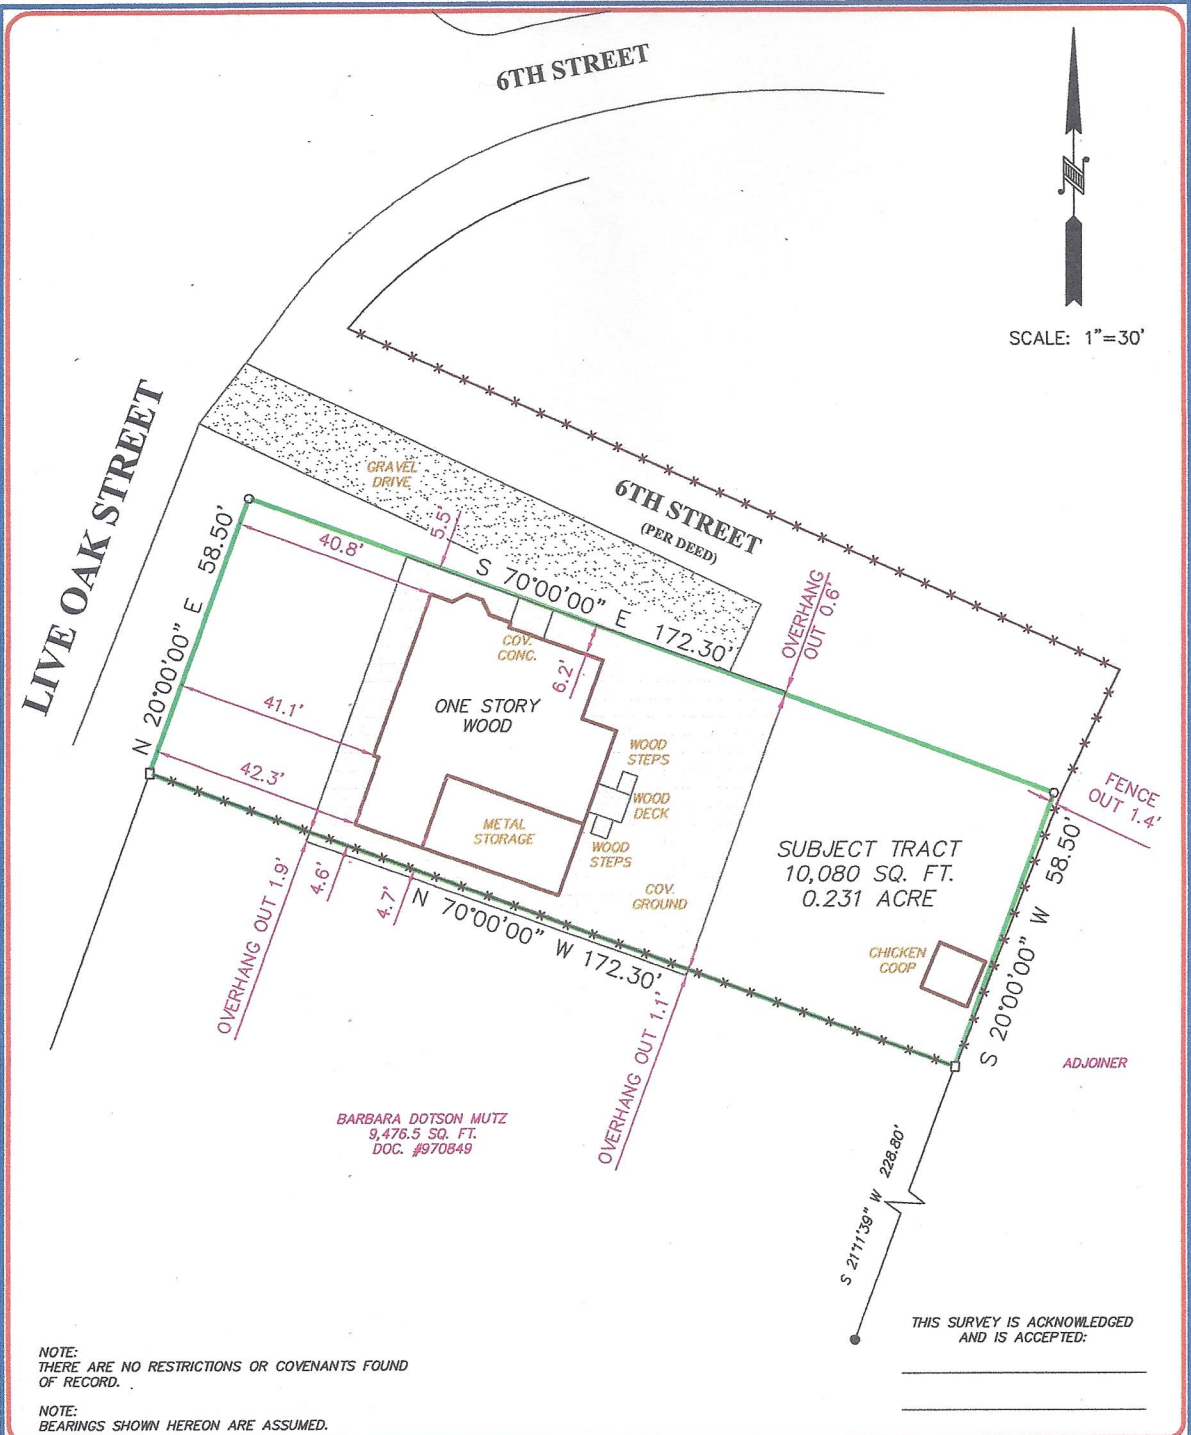 6TH STREET
SCALE: 1"=30'
LIVE OAK STREET
GRAVEL
DRIVE
6TH STREET
(PER DEED)
58.50'
N 20°00'00" E
40.8'
5.5'
S 70°00'00" E 172.30'
OVERHANG
OUT 0.6'
COV.
CONC.
6.2'
41.1'
ONE STORY
WOOD
42.3'
WOOD
STEPS
WOOD
DECK
WOOD
STEPS
METAL
STORAGE
COV.
GROUND
FENCE
OUT 1.4'
SUBJECT TRACT
10,080 SQ. FT.
0.231 ACRE
S 20°00'00" W 58.50'
CHICKEN
COOP
OVERHANG OUT 1.9'
4.6'
4.7'
N 70°00'00" W 172.30'
OVERHANG OUT 1.1'
ADJOINER
BARBARA DOTSON MUTZ
9,476.5 SQ. FT.
DOC. #970849
S 21°11'39" W 228.80'
THIS SURVEY IS ACKNOWLEDGED
AND IS ACCEPTED:
NOTE:
THERE ARE NO RESTRICTIONS OR COVENANTS FOUND
OF RECORD.
NOTE:
BEARINGS SHOWN HEREON ARE ASSUMED.